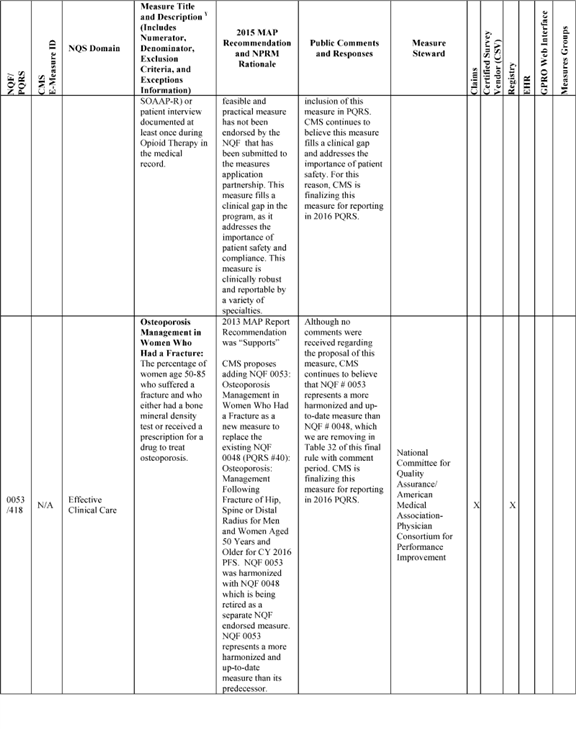 NQF/
PQRS
CMS
E-Measure ID
NQS Domain
Measure Title
and Description ¥
(Includes
Numerator,
Denominator,
Exclusion
Criteria, and
Exceptions
Information)
2015 MAP
Recommendation
and NPRM
Rationale
Public Comments
and Responses
Measure
Steward
Claims
Certified Survey
Vendor (CSV)
Registry
EHR
GPRO Web Interface
Measures Groups
SOAAP-R) or
patient interview
documented at
least once during
Opioid Therapy in
the medical
record.
feasible and
practical measure
has not been
endorsed by the
NQF that has
been submitted to
the measures
application
partnership. This
measure fills a
clinical gap in the
program, as it
addresses the
importance of
patient safety and
compliance. This
measure is
clinically robust
and reportable by
a variety of
specialties.
inclusion of this
measure in PQRS.
CMS continues to
believe this measure
fills a clinical gap
and addresses the
importance of patient
safety. For this
reason, CMS is
finalizing this
measure for reporting
in 2016 PQRS.
0053
/418
N/A
Effective
Clinical Care
Osteoporosis
Management in
Women Who
Had a Fracture:
The percentage of
women age 50-85
who suffered a
fracture and who
either had a bone
mineral density
test or received a
prescription for a
drug to treat
osteoporosis.
2013 MAP Report
Recommendation
was “Supports”
CMS proposes
adding NQF 0053:
Osteoporosis
Management in
Women Who Had
a Fracture as a
new measure to
replace the
existing NQF
0048 (PQRS #40):
Osteoporosis:
Management
Following
Fracture of Hip,
Spine or Distal
Radius for Men
and Women Aged
50 Years and
Older for CY 2016
PFS. NQF 0053
was harmonized
with NQF 0048
which is being
retired as a
separate NQF
endorsed measure.
NQF 0053
represents a more
harmonized and
up-to-date
measure than its
predecessor.
Although no
comments were
received regarding
the proposal of this
measure, CMS
continues to believe
that NQF # 0053
represents a more
harmonized and up-
to-date measure than
NQF # 0048, which
we are removing in
Table 32 of this final
rule with comment
period. CMS is
finalizing this
measure for reporting
in 2016 PQRS.
National
Committee for
Quality
Assurance/
American
Medical
Association-
Physician
Consortium for
Performance
Improvement
X
X